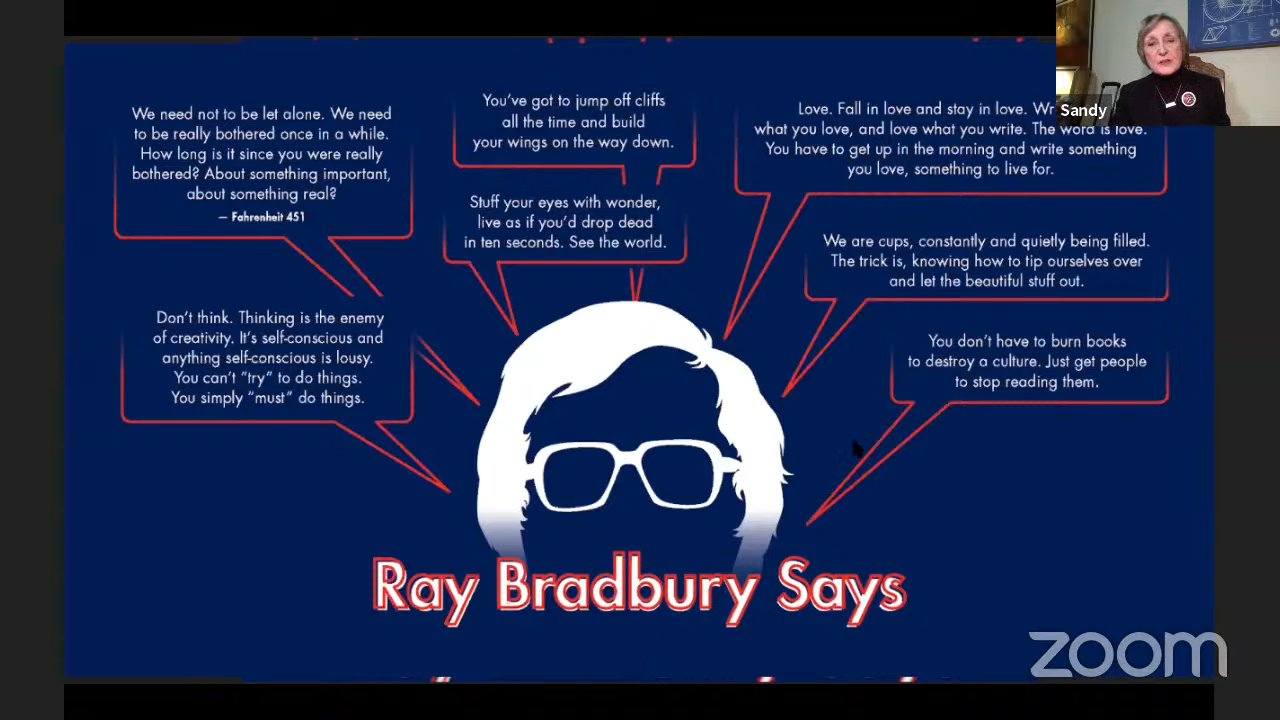 We need not to be let alone. We need
to be really bothered once in a while.
How long is it since you were really
bothered? About something important,
about something real?
— Fahrenheit 451
You've got to jump off cliffs
all the time and build
your wings on the way down.
Love. Fall in love and stay in love.
what you love, and love what you write. The word is love.
You have to get up in the morning and write something
you love, something to live for.
Sandy
Stuff your eyes with wonder,
live as if you'd drop dead
in ten seconds. See the world.
We are cups, constantly and quietly being filled.
The trick is, knowing how to tip ourselves over
and let the beautiful stuff out.
Don't think. Thinking is the enemy
of creativity. It's self-conscious and
anything self-conscious is lousy.
You can't "try" to do things.
You simply "must" do things.
You don't have to burn books
to destroy a culture. Just get people
to stop reading them.
Ray Bradbury Says
zoom